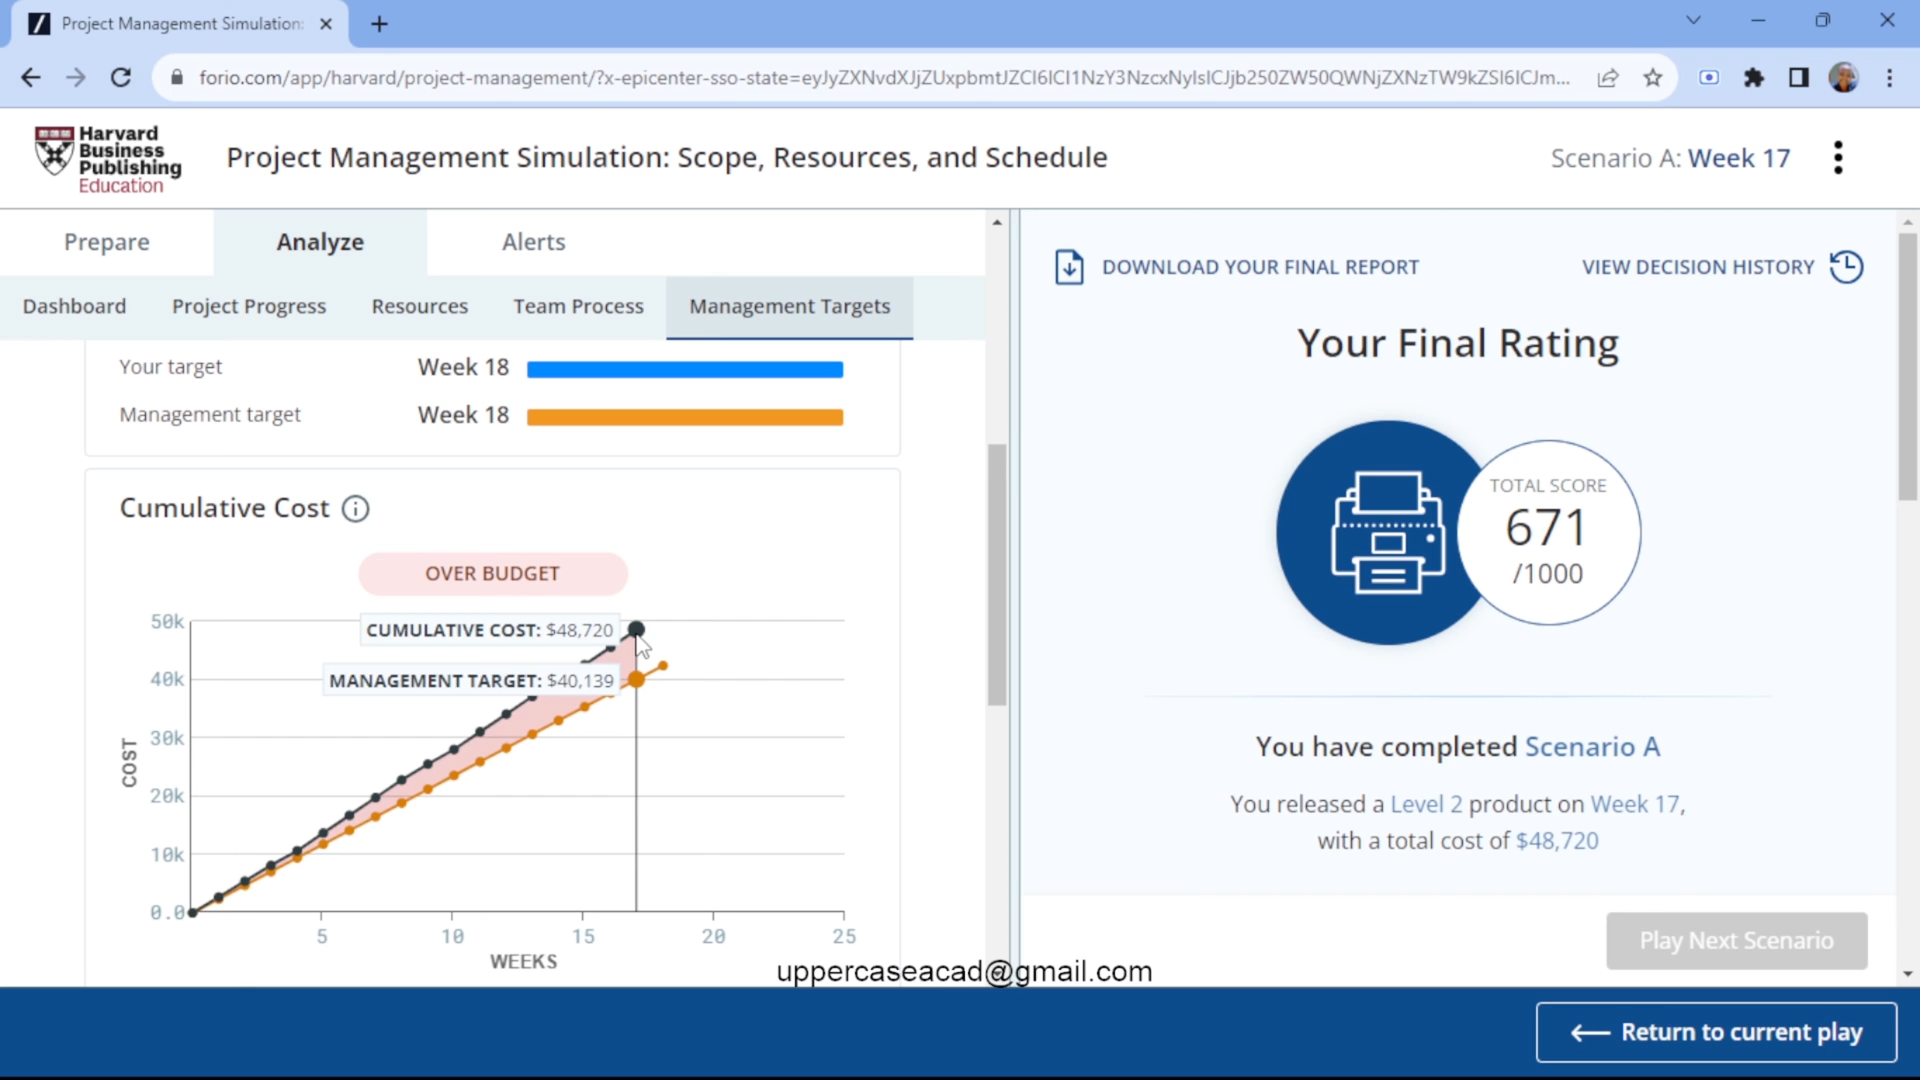 Project Management Simulation:
forio.com/app/harvard/project-management/?x-epicenter-sso-state=eyJyZXNvdXJjZUxpbmtJZCI6ICI1NzY3NzcxNyIsICJjb250ZW50QWNjZXNzTW9kZSI6ICJm...
Harvard
Business
Publishing
Education
Project Management Simulation: Scope, Resources, and Schedule
Scenario A: Week 17
Prepare
Analyze
Alerts
Dashboard
Project Progress
Resources
Team Process
Management Targets
Your target
Week 18
Management target
Week 18
Cumulative Cost
OVER BUDGET
CUMULATIVE COST: $48,720
MANAGEMENT TARGET: $40,139
50k
40k
30k
20k
10k
0.0
COST
5
10
15
20
25
WEEKS
DOWNLOAD YOUR FINAL REPORT
VIEW DECISION HISTORY
Your Final Rating
TOTAL SCORE
671
/1000
You have completed Scenario A
You released a Level 2 product on Week 17,
with a total cost of $48,720
Play Next Scenario
uppercaseacad@gmail.com
Return to current play